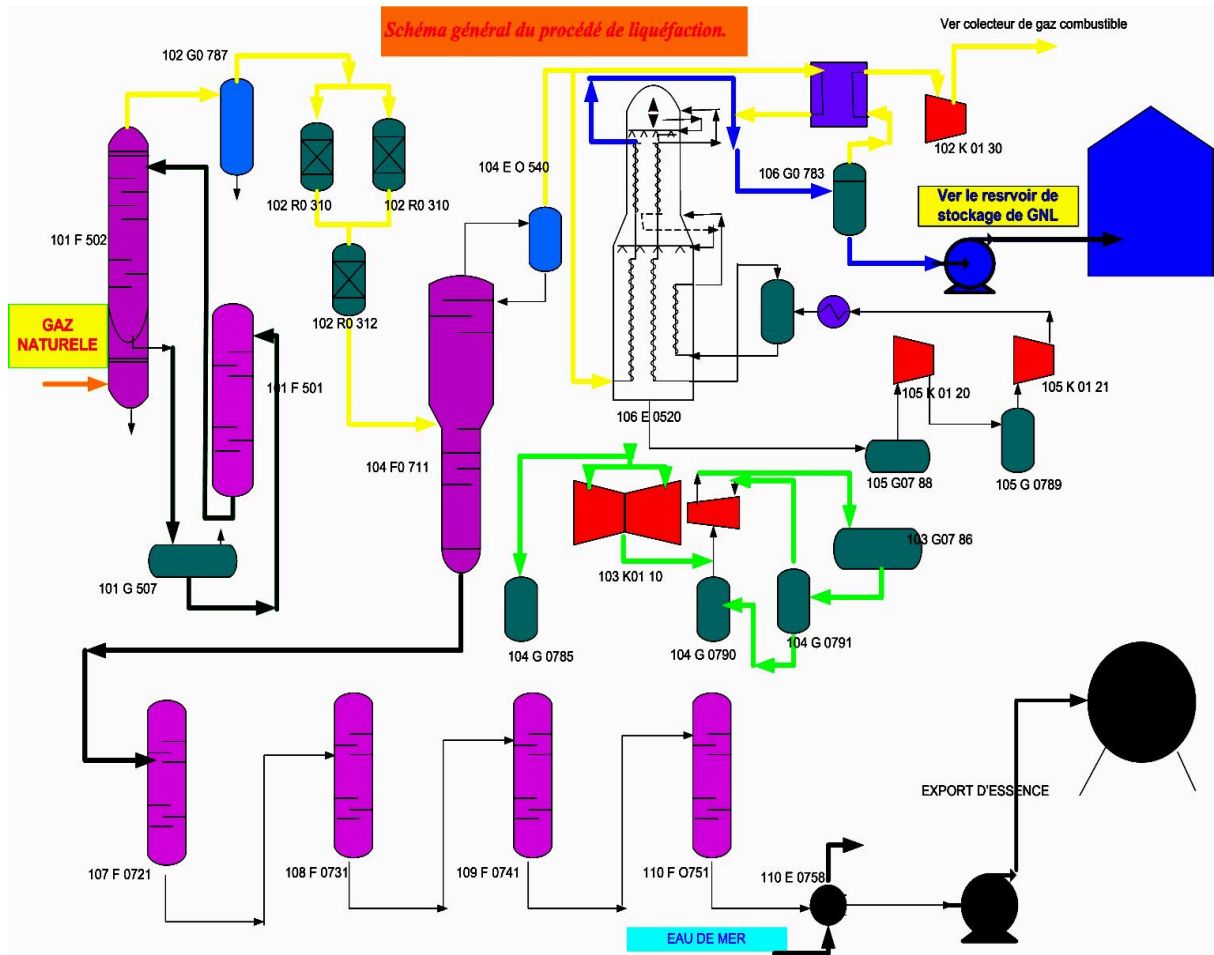 Schéma général du procédé de liquéfaction.
Ver colecteur de gaz combustible
102 G0 787
102 K 01 30
104 E O 540
106 G0 783
102 R0 310
102 R0 310
Ver le resrvoir de
stockage de GNL
101 F 502
102 R0 312
GAZ
NATURELE
101 F 501
105 K 01 20
105 K 01 21
106 E 0520
104 F0 711
105 G07 88
105 G 0789
103 G07 86
103 K01 10
101 G 507
104 G 0785
104 G 0790
104 G 0791
EXPORT D'ESSENCE
107 F 0721
108 F 0731
109 F 0741
110 F O751
110 E 0758
EAU DE MER